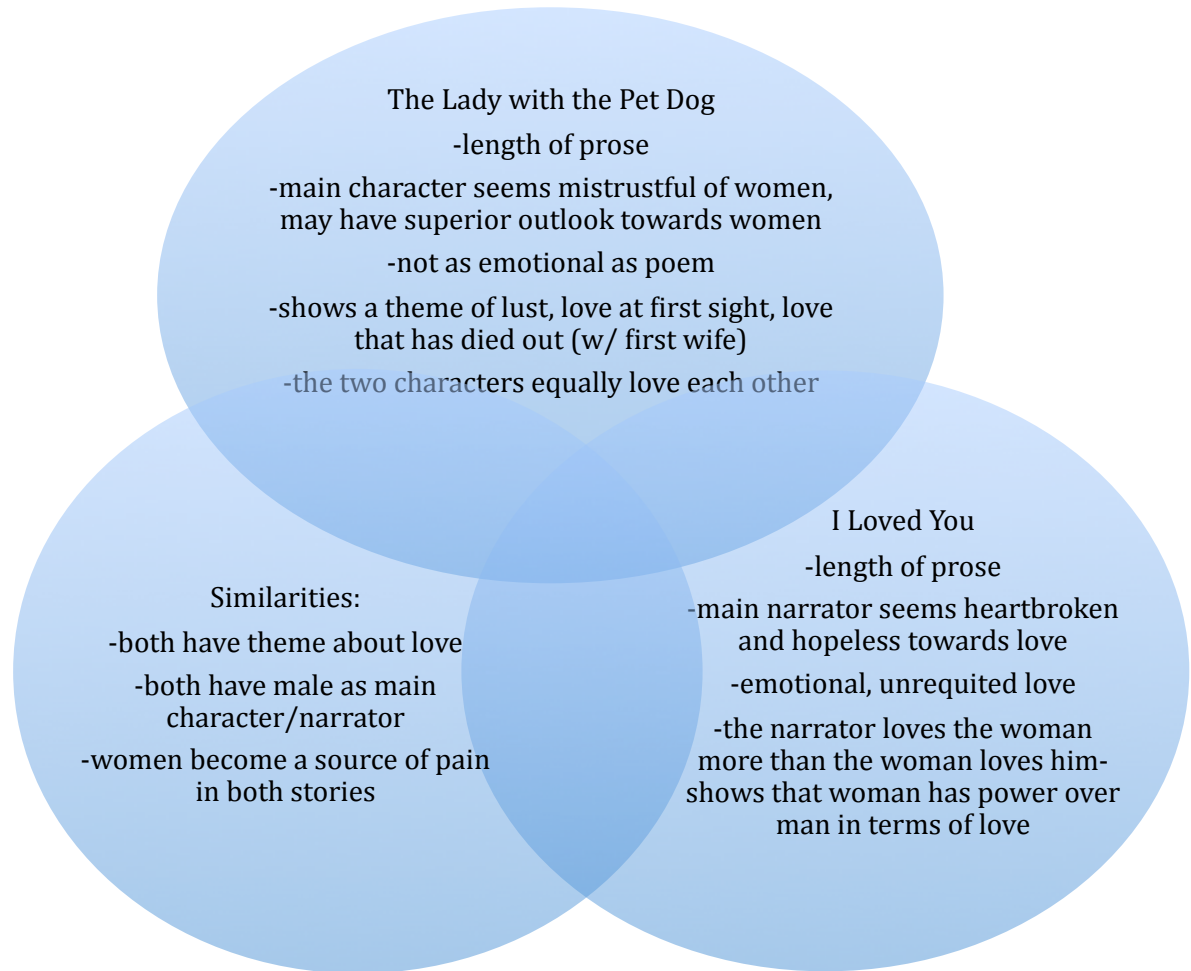 The Lady with the Pet Dog
-length of prose
-main character seems mistrustful of women,
may have superior outlook towards women
-not as emotional as poem
-shows a theme of lust, love at first sight, love
that has died out (w/ first wife)
-the two characters equally love each other
Similarities:
-both have theme about love
-both have male as main
character/narrator
-women become a source of pain
in both stories
I Loved You
-length of prose
-main narrator seems heartbroken
and hopeless towards love
-emotional, unrequited love
-the narrator loves the woman
more than the woman loves him-
shows that woman has power over
man in terms of love